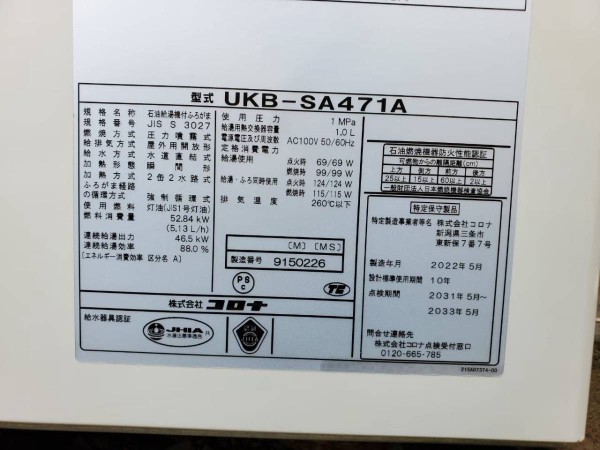 型式 UKB-SA471A
規格名称 石油給湯機付ふろがま
規格番号 JIS S 3027
燃焼方式 圧力噴霧式
給排気方式 屋外用開放形
給水方式 水道直結式
加熱形態 瞬間形
加熱方式 2缶2水路式
ふろがま経路の循環方式 強制循環式
使用燃料 灯油(JIS1号灯油)
燃料消費量 52.84 kW
(5.13 L/h)
連続給湯出力 46.5 kW
連続給湯効率 88.0 %
[エネルギー消費効率 区分名 A]
使用圧力 1 MPa
給湯用熱交換器容量 1.0 L
電源電圧及び周波数 AC100V 50/60Hz
定格消費電力
給湯使用 点火時 69/69 W
燃焼時 99/99 W
給湯・ふろ同時使用 点火時 124/124 W
燃焼時 115/115 W
排気温度 260℃以下
[M] [MS]
製造番号 9150226
PS C
株式会社 コロナ
給水器具認証
JHIA
石油燃焼機器防火性能認証
可燃物からの離隔距離(cm)
上方 側方 前方 後方
25以上 15以上 60以上 2以上
一般財団法人日本燃焼機器検査協会
特定保守製品
特定製造事業者等名 株式会社コロナ
新潟県三条市
東新保7番7号
製造年月 2022年5月
設計標準使用期間 10年
点検期間 2031年5月~
2033年5月
問合せ連絡先
株式会社コロナ点検受付窓口
0120-665-785